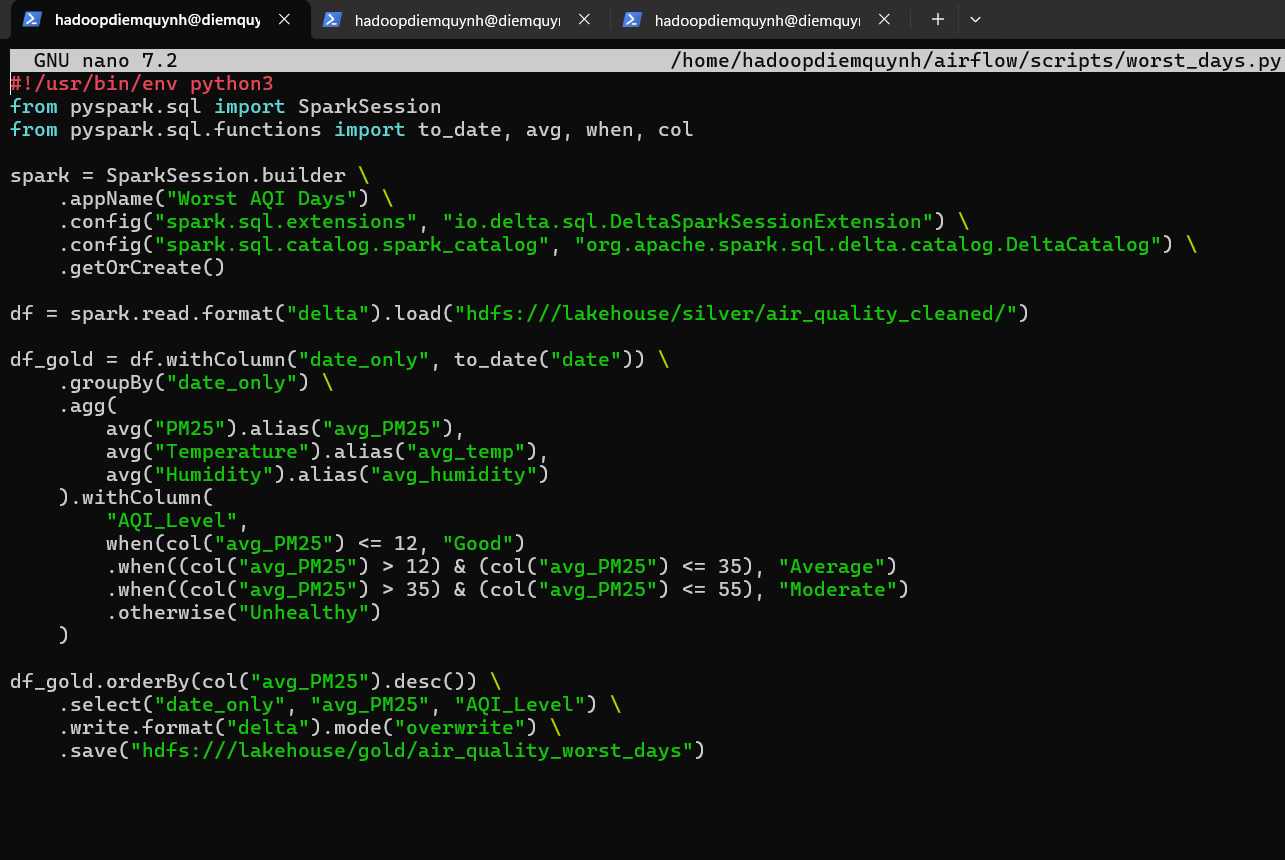 hadoopdiemquynh@diemquy
hadoopdiemquynh@diemquyn
hadoopdiemquynh@diemquyn
GNU nano 7.2 /home/hadoopdiemquynh/airflow/scripts/worst_days.py
#!/usr/bin/env python3
from pyspark.sql import SparkSession
from pyspark.sql.functions import to_date, avg, when, col
spark = SparkSession.builder \
    .appName("Worst AQI Days") \
    .config("spark.sql.extensions", "io.delta.sql.DeltaSparkSessionExtension") \
    .config("spark.sql.catalog.spark_catalog", "org.apache.spark.sql.delta.catalog.DeltaCatalog") \
    .getOrCreate()
df = spark.read.format("delta").load("hdfs:///lakehouse/silver/air_quality_cleaned/")
df_gold = df.withColumn("date_only", to_date("date")) \
    .groupBy("date_only") \
    .agg(
        avg("PM25").alias("avg_PM25"),
        avg("Temperature").alias("avg_temp"),
        avg("Humidity").alias("avg_humidity")
    ).withColumn(
        "AQI_Level",
        when(col("avg_PM25") <= 12, "Good")
        .when((col("avg_PM25") > 12) & (col("avg_PM25") <= 35), "Average")
        .when((col("avg_PM25") > 35) & (col("avg_PM25") <= 55), "Moderate")
        .otherwise("Unhealthy")
    )
df_gold.orderBy(col("avg_PM25").desc()) \
    .select("date_only", "avg_PM25", "AQI_Level") \
    .write.format("delta").mode("overwrite") \
    .save("hdfs:///lakehouse/gold/air_quality_worst_days")